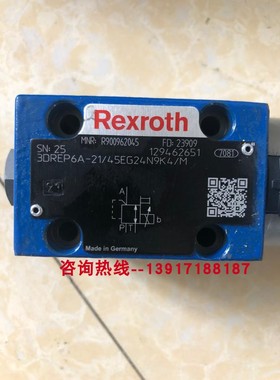 Rexroth
MNR: R900962045 FD: 23909
SN: 25 129462651 7081
3DREP6A-21/45EG24N9K4/M
A
b
P T
Made in Germany
咨询热线--13917188187